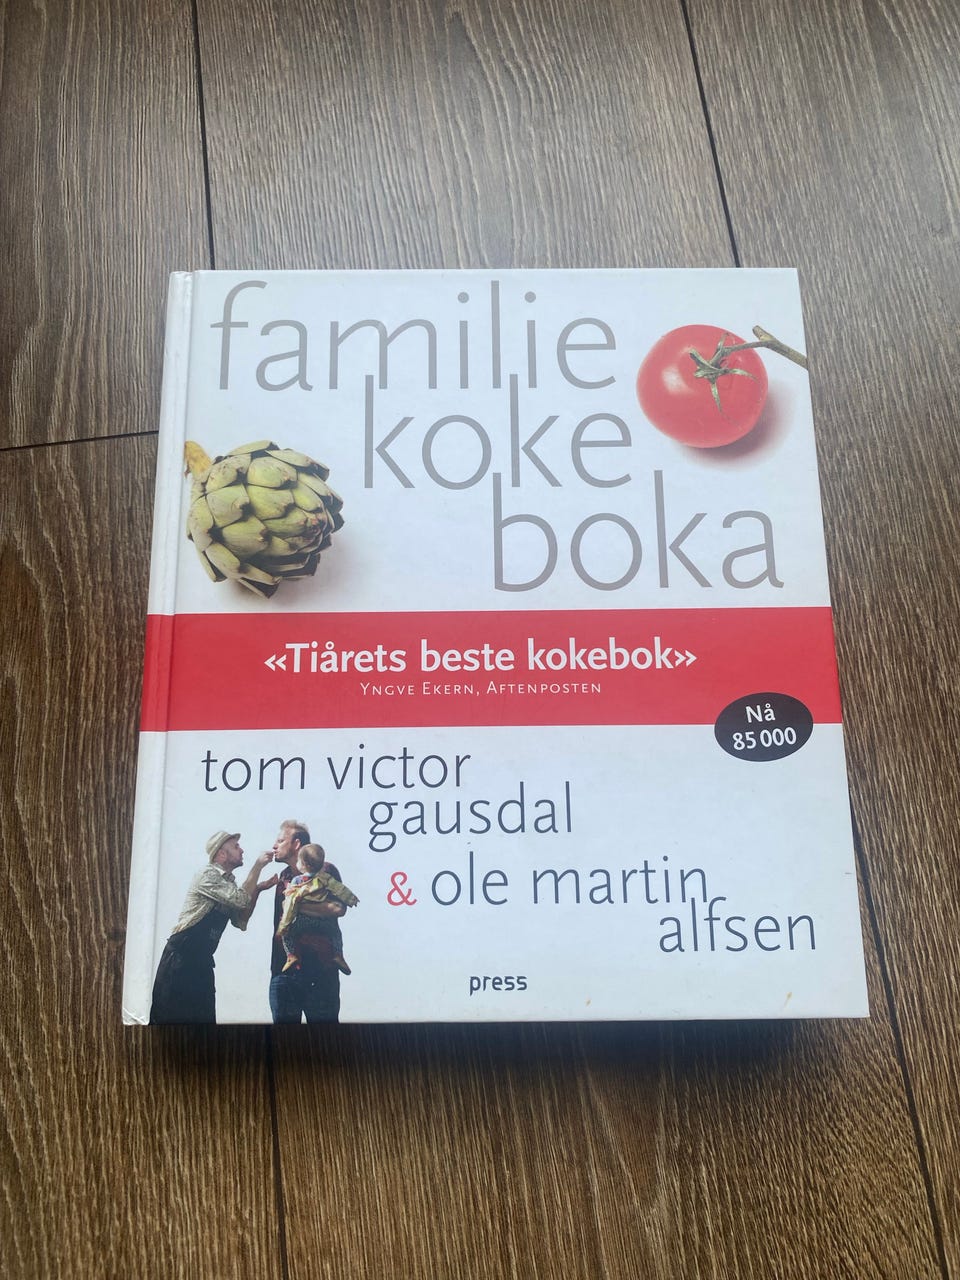 familie
koke
boka
«Tiårets beste kokebok»
Yngve Ekern, Aftenposten
Nå
85 000
tom victor
gausdal
& ole martin
alfsen
press